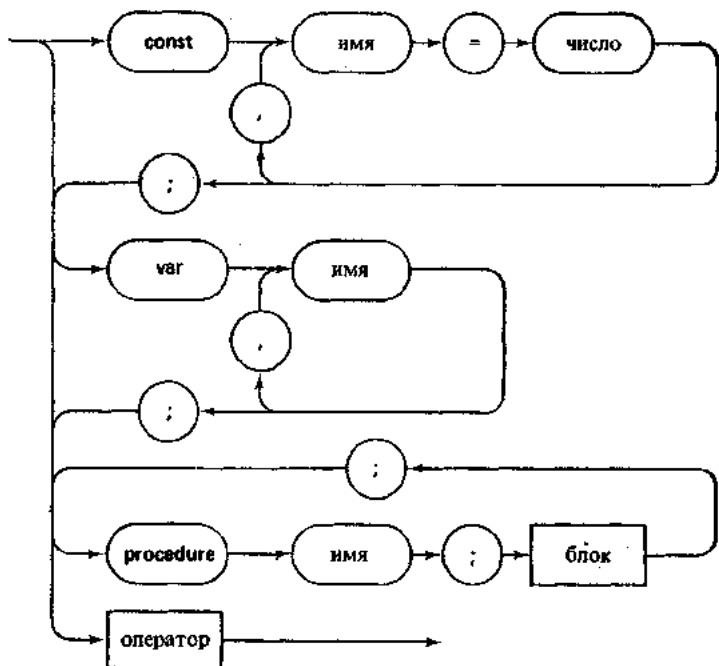 const имя = число
,
;
var имя
,
;
;
procedure имя ; блок
оператор